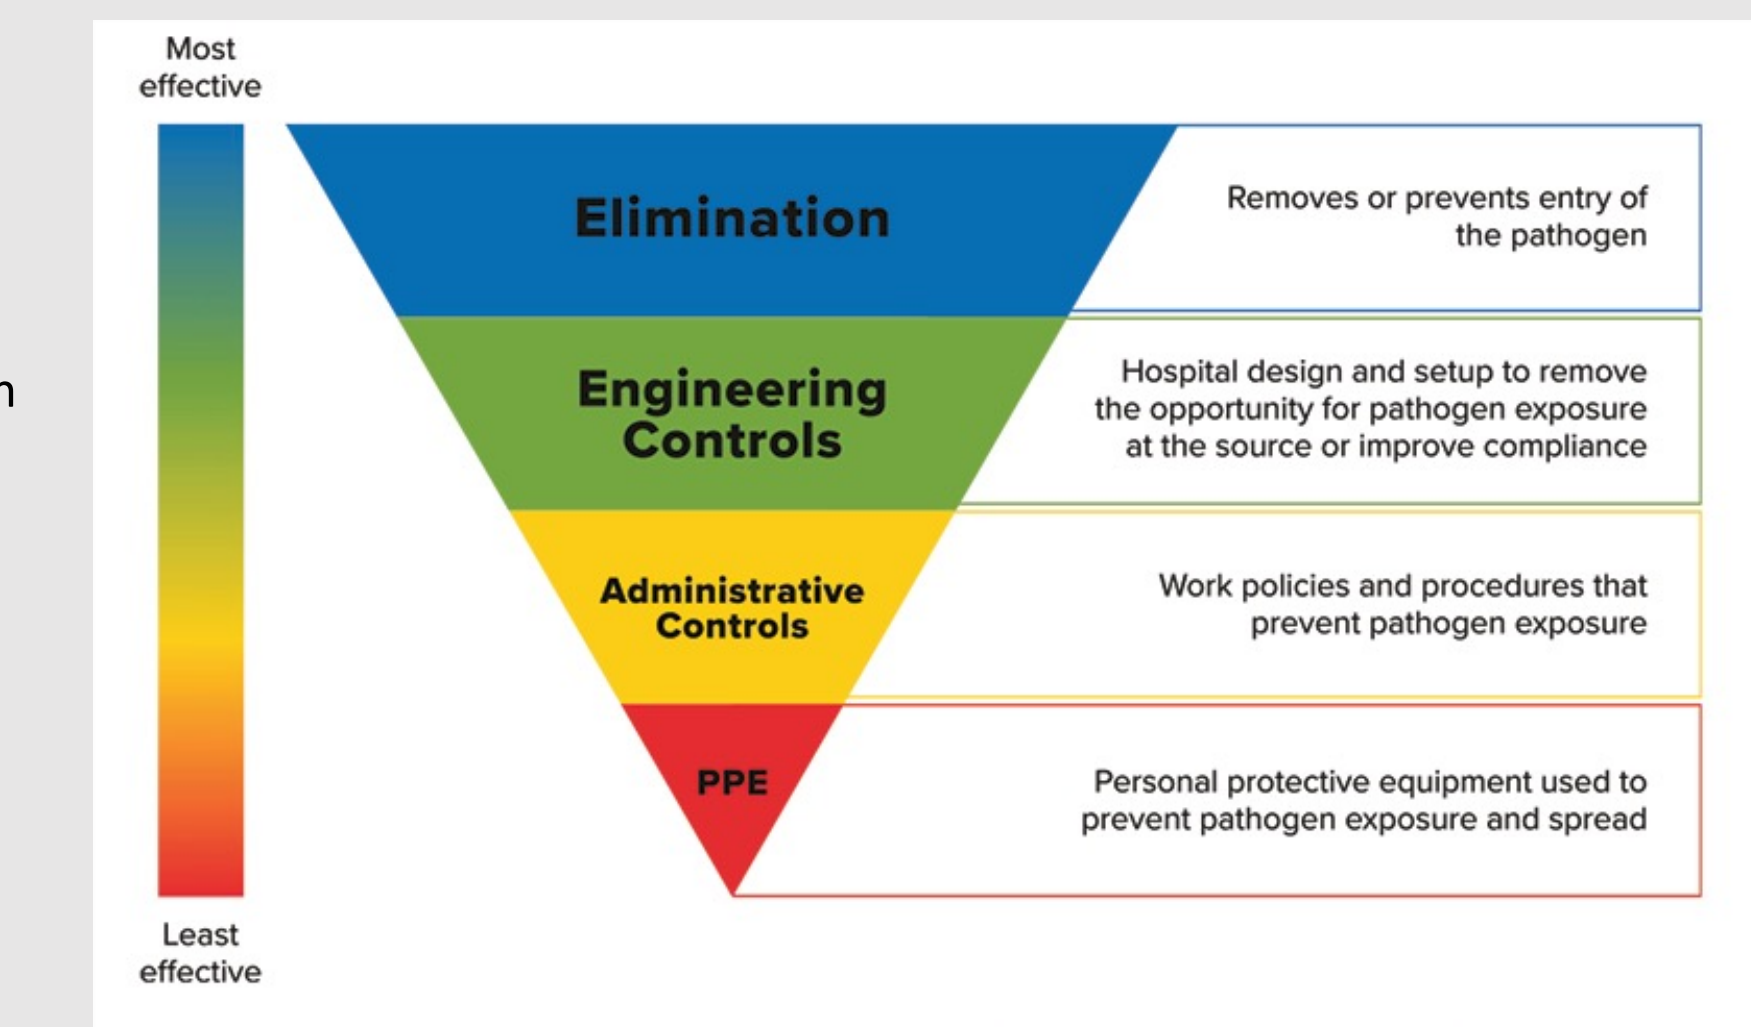 Most
effective
Elimination
Removes or prevents entry of
the pathogen
n
Engineering
Controls
Hospital design and setup to remove
the opportunity for pathogen exposure
at the source or improve compliance
Administrative
Controls
Work policies and procedures that
prevent pathogen exposure
PPE
Personal protective equipment used to
prevent pathogen exposure and spread
Least
effective